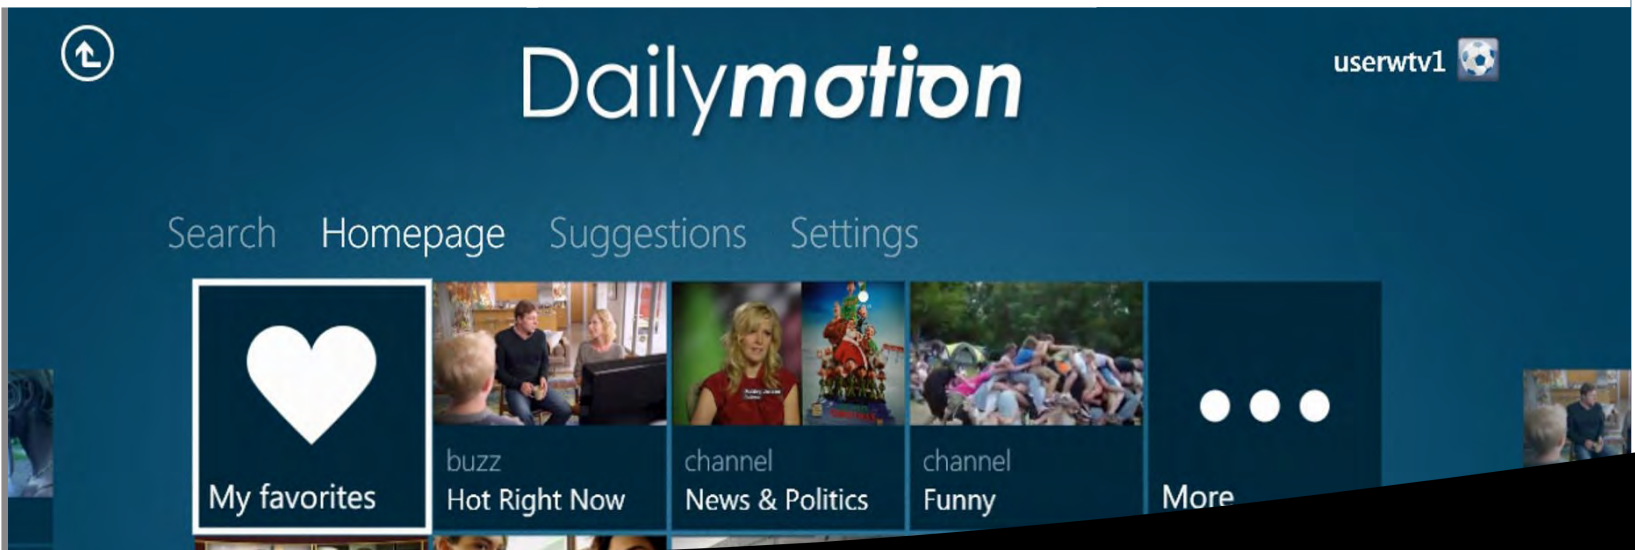 Dailymotion
userwtv1
Search Homepage Suggestions Settings
My favorites
buzz
Hot Right Now
channel
News & Politics
channel
Funny
More